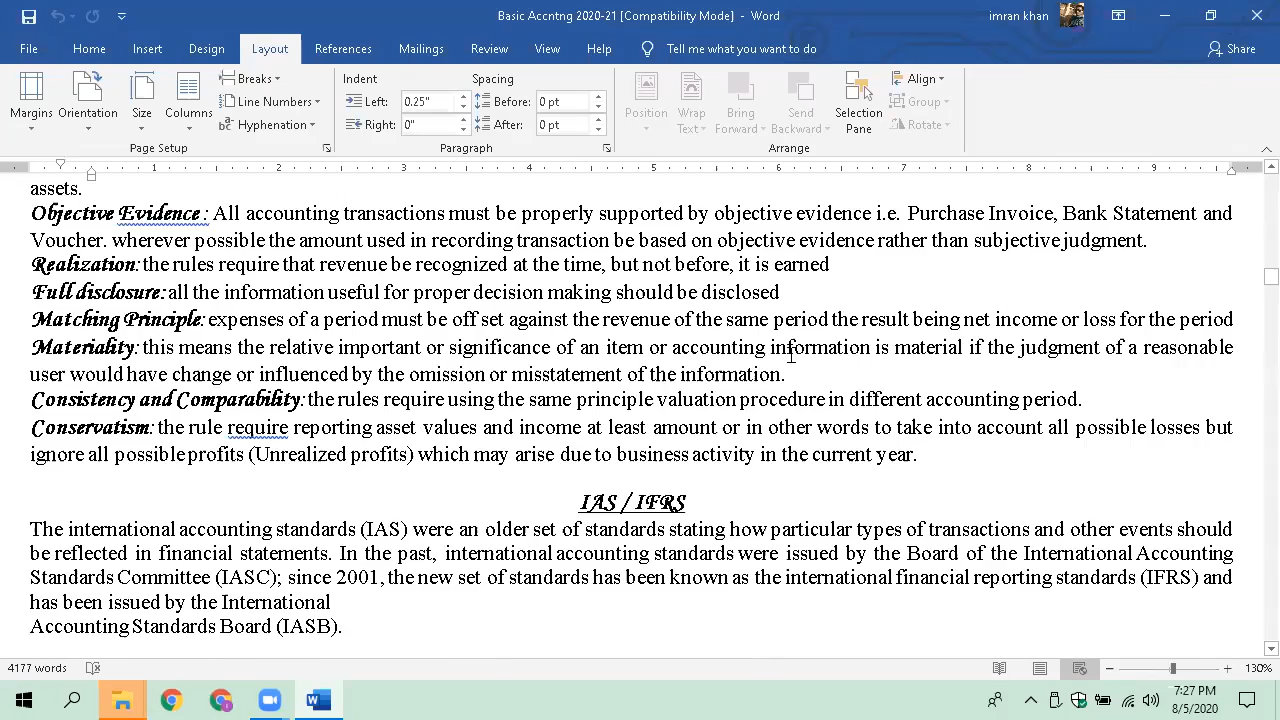 Basic Accntng 2020-21 [Compatibility Mode] - Word
imran khan
File Home Insert Design Layout References Mailings Review View Help Tell me what you want to do Share
Margins
Orientation
Size
Columns
Breaks
Line Numbers
Hyphenation
Page Setup
Indent
Left: 0.25"
Right: 0"
Spacing
Before: 0 pt
After: 0 pt
Paragraph
Position
Wrap Text
Bring Forward
Send Backward
Selection Pane
Align
Group
Rotate
Arrange
1 2 3 4 5 6 7 8 9
assets.
Objective Evidence : All accounting transactions must be properly supported by objective evidence i.e. Purchase Invoice, Bank Statement and
Voucher. wherever possible the amount used in recording transaction be based on objective evidence rather than subjective judgment.
Realization: the rules require that revenue be recognized at the time, but not before, it is earned
Full disclosure: all the information useful for proper decision making should be disclosed
Matching Principle: expenses of a period must be off set against the revenue of the same period the result being net income or loss for the period
Materiality: this means the relative important or significance of an item or accounting information is material if the judgment of a reasonable
user would have change or influenced by the omission or misstatement of the information.
Consistency and Comparability: the rules require using the same principle valuation procedure in different accounting period.
Conservatism: the rule require reporting asset values and income at least amount or in other words to take into account all possible losses but
ignore all possible profits (Unrealized profits) which may arise due to business activity in the current year.
IAS / IFRS
The international accounting standards (IAS) were an older set of standards stating how particular types of transactions and other events should
be reflected in financial statements. In the past, international accounting standards were issued by the Board of the International Accounting
Standards Committee (IASC); since 2001, the new set of standards has been known as the international financial reporting standards (IFRS) and
has been issued by the International
Accounting Standards Board (IASB).
4177 words
130%
7:27 PM
8/5/2020